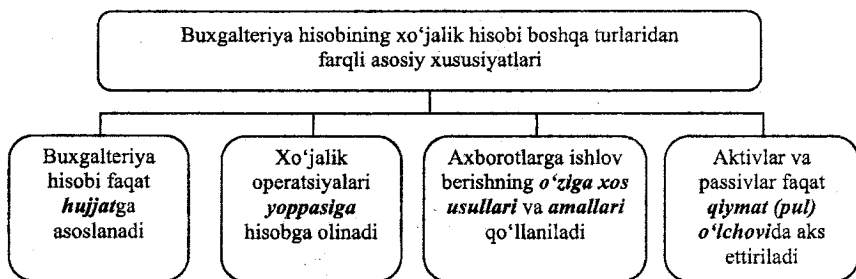 Buxgalteriya hisobining xo‘jalik hisobi boshqa turlaridan
farqli asosiy xususiyatlari
Buxgalteriya
hisobi faqat
hujjatga
asoslanadi
Xo‘jalik
operatsiyalari
yoppasiga
hisobga olinadi
Axborotlarga ishlov
berishning o‘ziga xos
usullari va amallari
qo‘llaniladi
Aktivlar va
passivlar faqat
qiymat (pul)
o‘lchovida aks
ettiriladi